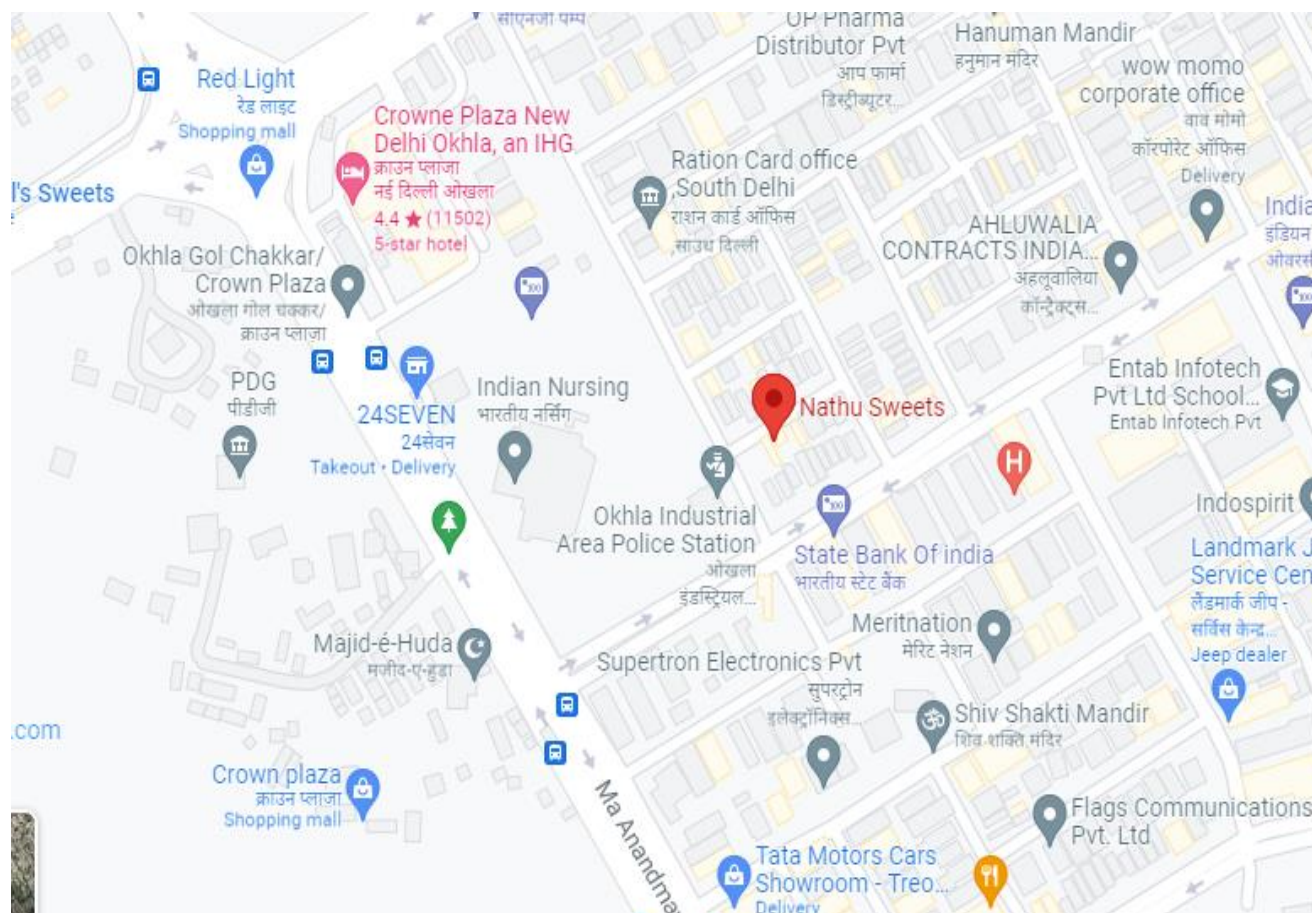 सीएनजी पम्प
OP Pharma
Distributor Pvt
आप फार्मा
डिस्ट्रीब्यूटर...
Hanuman Mandir
हनुमान मंदिर
wow momo
corporate office
वाव मोमो
कॉरपोरेट ऑफिस
Delivery
Red Light
रेड लाइट
Shopping mall
Crowne Plaza New
Delhi Okhla, an IHG
क्राउन प्लाजा
नई दिल्ली ओखला
4.4 ★ (11502)
5-star hotel
Ration Card office
,South Delhi
राशन कार्ड ऑफिस
,साउथ दिल्ली
l's Sweets
India
इंडियन
ओवरसी
AHLUWALIA
CONTRACTS INDIA...
अहलूवालिया
कॉन्ट्रैक्ट्स...
Okhla Gol Chakkar/
Crown Plaza
ओखला गोल चक्कर/
क्राउन प्लाज़ा
PDG
पीडीजी
24SEVEN
24सेवन
Takeout • Delivery
Indian Nursing
भारतीय नर्सिंग
Nathu Sweets
Entab Infotech
Pvt Ltd School...
Entab Infotech Pvt
H
Okhla Industrial
Area Police Station
ओखला
इंडस्ट्रियल...
State Bank Of india
भारतीय स्टेट बैंक
Indospirit
Landmark J
Service Cen
लैंडमार्क जीप -
सर्विस केन्द्र...
Jeep dealer
Majid-é-Huda
मजीद-ए-हुडा
Meritnation
मेरिट नेशन
Supertron Electronics Pvt
सुपरट्रोन
इलेक्ट्रॉनिक्स...
Shiv Shakti Mandir
शिव शक्ति मंदिर
.com
Crown plaza
क्राउन प्लाजा
Shopping mall
Ma Anandma
Flags Communications
Pvt. Ltd
Tata Motors Cars
Showroom - Treo...
Delivery